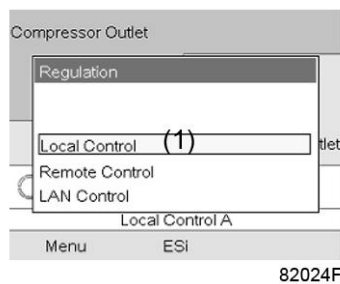 Compressor Outlet
Regulation
Local Control (1)
tlet
Remote Control
LAN Control
Local Control A
Menu ESi
82024F